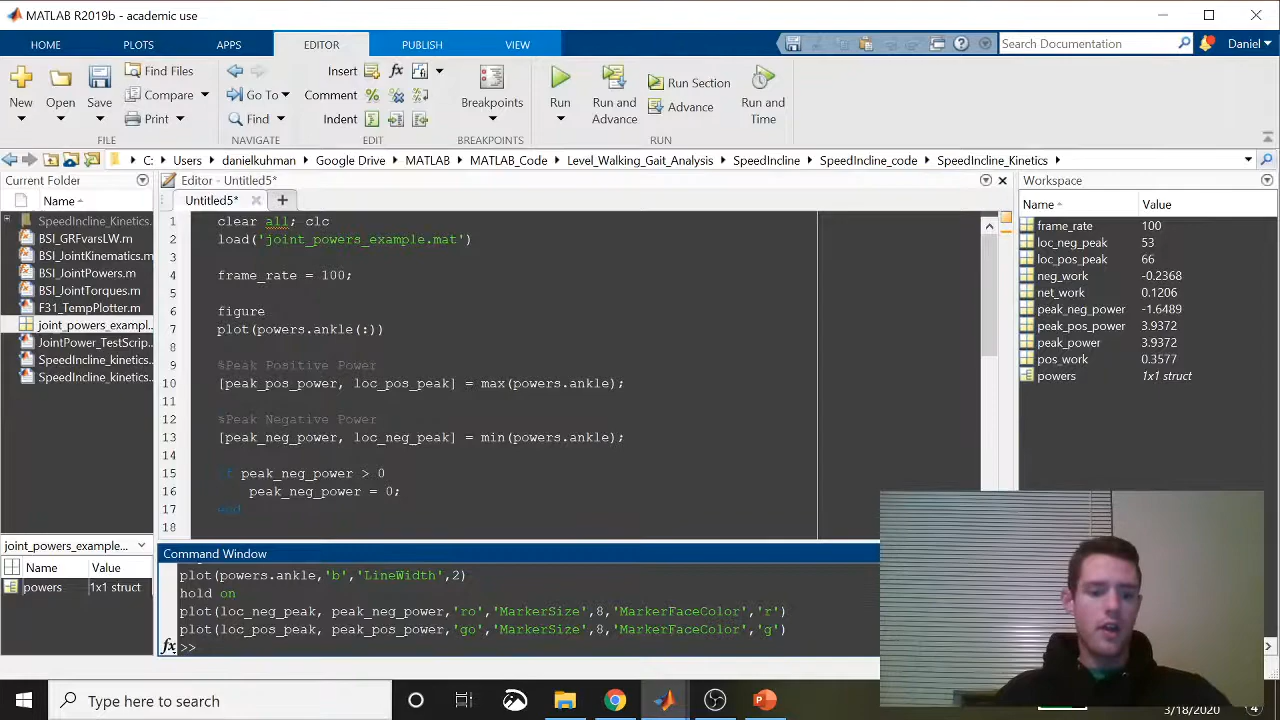 MATLAB R2019b - academic use
HOME PLOTS APPS EDITOR PUBLISH VIEW Search Documentation Daniel
New Open Save Find Files Compare Print Go To Find Insert fx Comment Indent Breakpoints Run Run and Advance Run Section Advance Run and Time
FILE NAVIGATE EDIT BREAKPOINTS RUN
C: Users danielkuhman Google Drive MATLAB MATLAB_Code Level_Walking_Gait_Analysis SpeedIncline SpeedIncline_code SpeedIncline_Kinetics
Current Folder
Name
SpeedIncline_kinetics.
BSI_GRFvarsLW.m
BSI_JointKinematics.m
BSI_JointPowers.m
BSI_JointTorques.m
F31_TempPlotter.m
joint_powers_exampl...
JointPower_TestScrip...
SpeedIncline_kinetics...
SpeedIncline_kinetics...
joint_powers_example...
Name Value
powers 1x1 struct
Editor - Untitled5*
Untitled5*
1 clear all; clc
2 load('joint_powers_example.mat')
3
4 frame_rate = 100;
5
6 figure
7 plot(powers.ankle(:))
8
9 %Peak Positive Power
10 [peak_pos_power, loc_pos_peak] = max(powers.ankle);
11
12 %Peak Negative Power
13 [peak_neg_power, loc_neg_peak] = min(powers.ankle);
14
15 if peak_neg_power > 0
16 peak_neg_power = 0;
17 end
18
Command Window
plot(powers.ankle,'b','LineWidth',2)
hold on
plot(loc_neg_peak, peak_neg_power,'ro','MarkerSize',8,'MarkerFaceColor','r')
plot(loc_pos_peak, peak_pos_power,'go','MarkerSize',8,'MarkerFaceColor','g')
fx >>
Workspace
Name Value
frame_rate 100
loc_neg_peak 53
loc_pos_peak 66
neg_work -0.2368
net_work 0.1206
peak_neg_power -1.6489
peak_pos_power 3.9372
peak_power 3.9372
pos_work 0.3577
powers 1x1 struct
Type here to search
3/18/2020 4